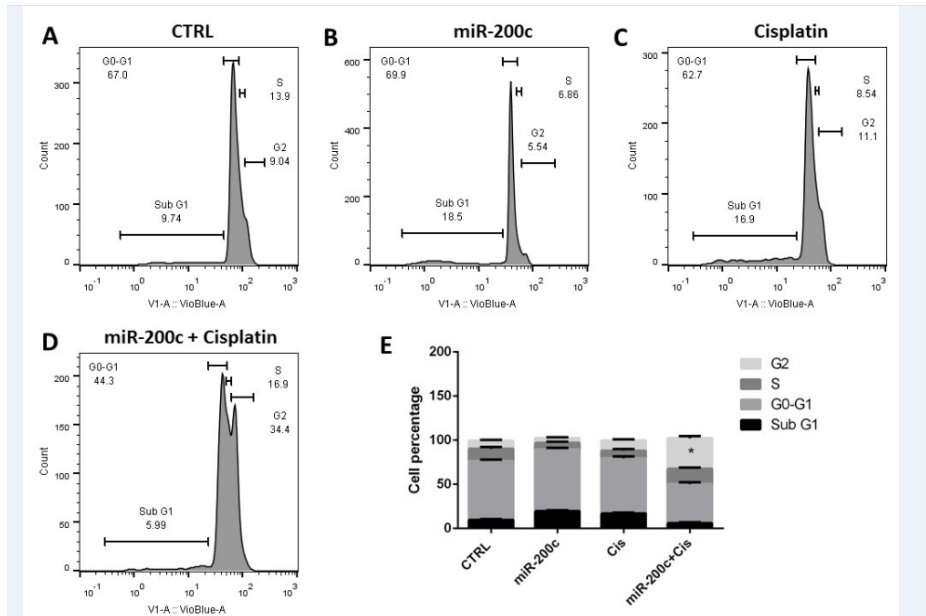 A
CTRL
G0-G1
67.0
S
13.9
G2
9.04
Sub G1
9.74
Count
300
200
100
0
10-1
100
101
102
103
V1-A :: VioBlue-A
B
miR-200c
G0-G1
69.9
S
6.86
G2
5.54
Sub G1
18.5
Count
600
400
200
0
10-1
100
101
102
103
V1-A :: VioBlue-A
C
Cisplatin
G0-G1
62.7
S
8.54
G2
11.1
Sub G1
16.9
Count
300
200
100
0
10-1
100
101
102
103
V1-A :: VioBlue-A
D
miR-200c + Cisplatin
G0-G1
44.3
S
16.9
G2
34.4
Sub G1
5.99
Count
200
150
100
50
0
10-1
100
101
102
103
V1-A :: VioBlue-A
E
Cell percentage
200
150
100
50
0
*
CTRL
miR-200c
Cis
miR-200c+Cis
G2
S
G0-G1
Sub G1